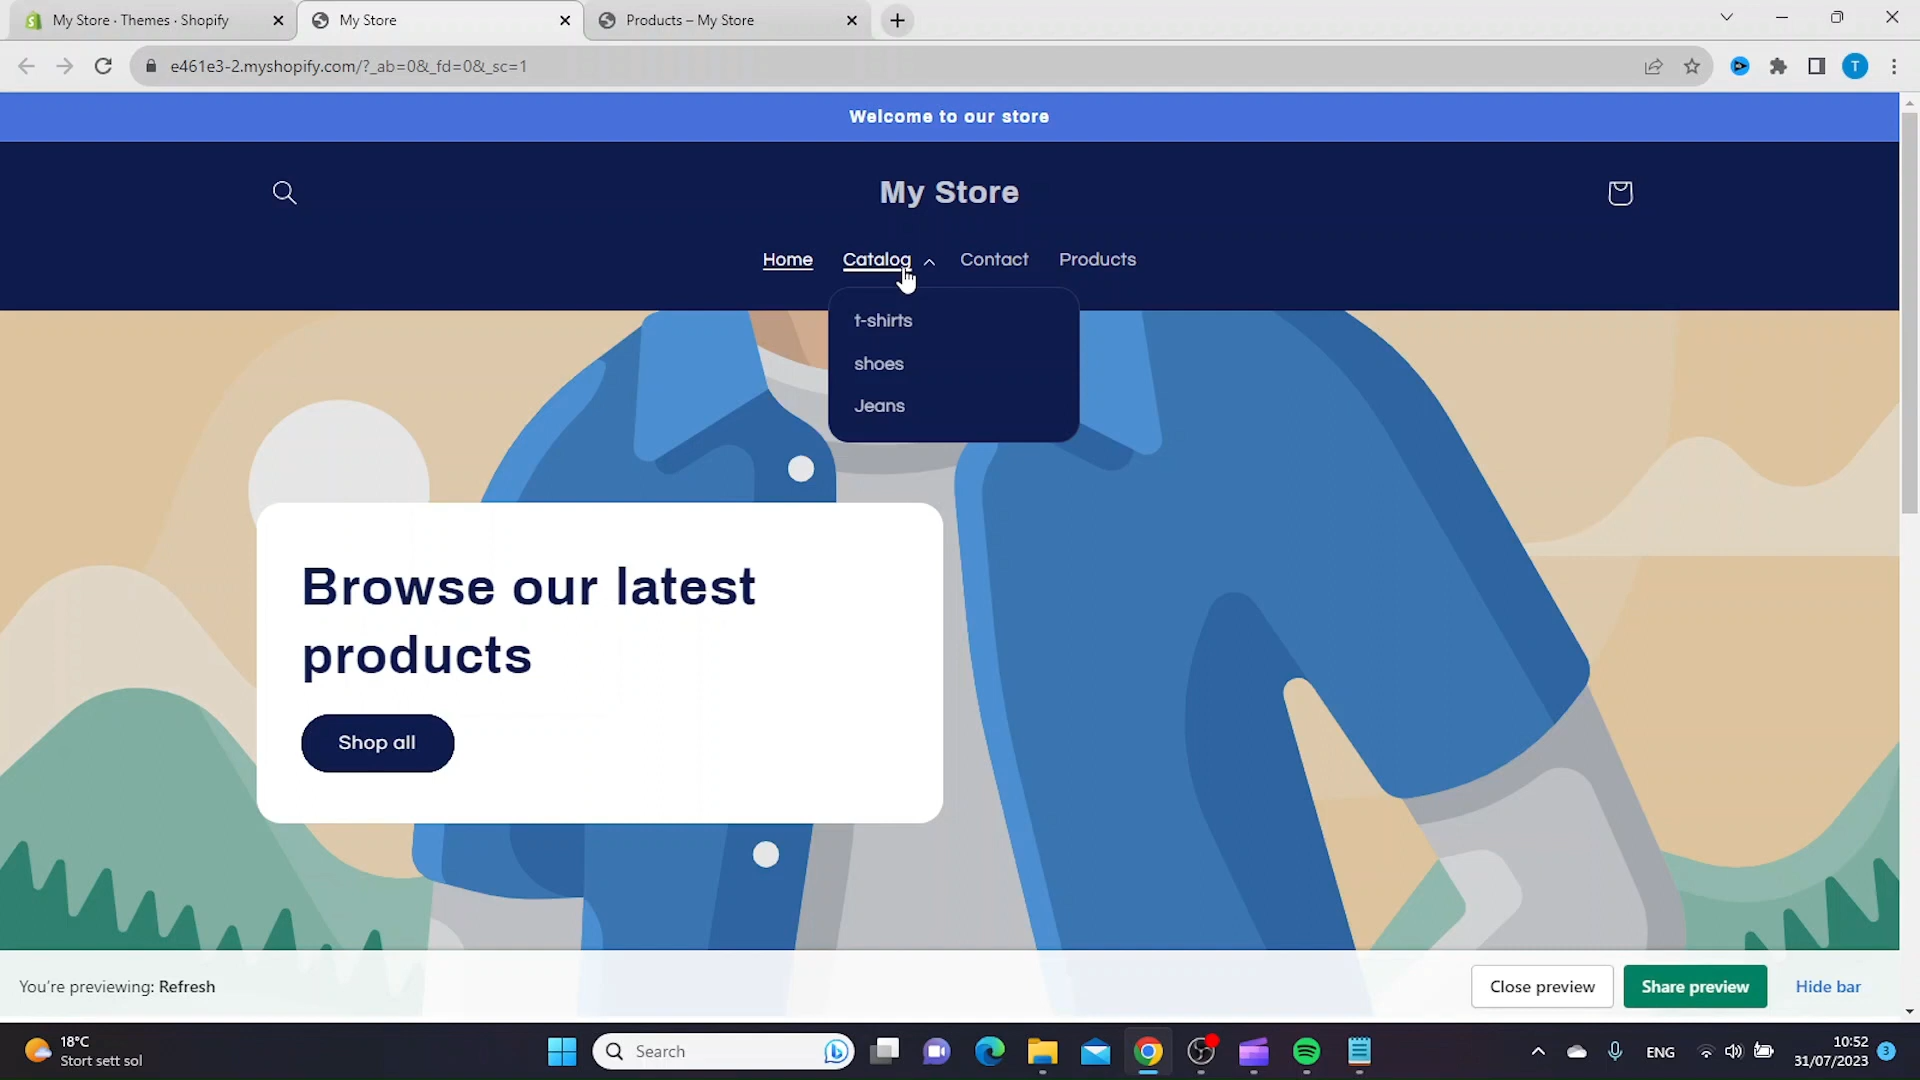 My Store · Themes · Shopify
My Store
Products – My Store
e461e3-2.myshopify.com/?_ab=0&_fd=0&_sc=1
T
Welcome to our store
My Store
Home Catalog Contact Products
t-shirts
shoes
Jeans
Browse our latest
products
Shop all
You're previewing: Refresh
Close preview
Share preview
Hide bar
18°C
Stort sett sol
Search
ENG
10:52
31/07/2023
3